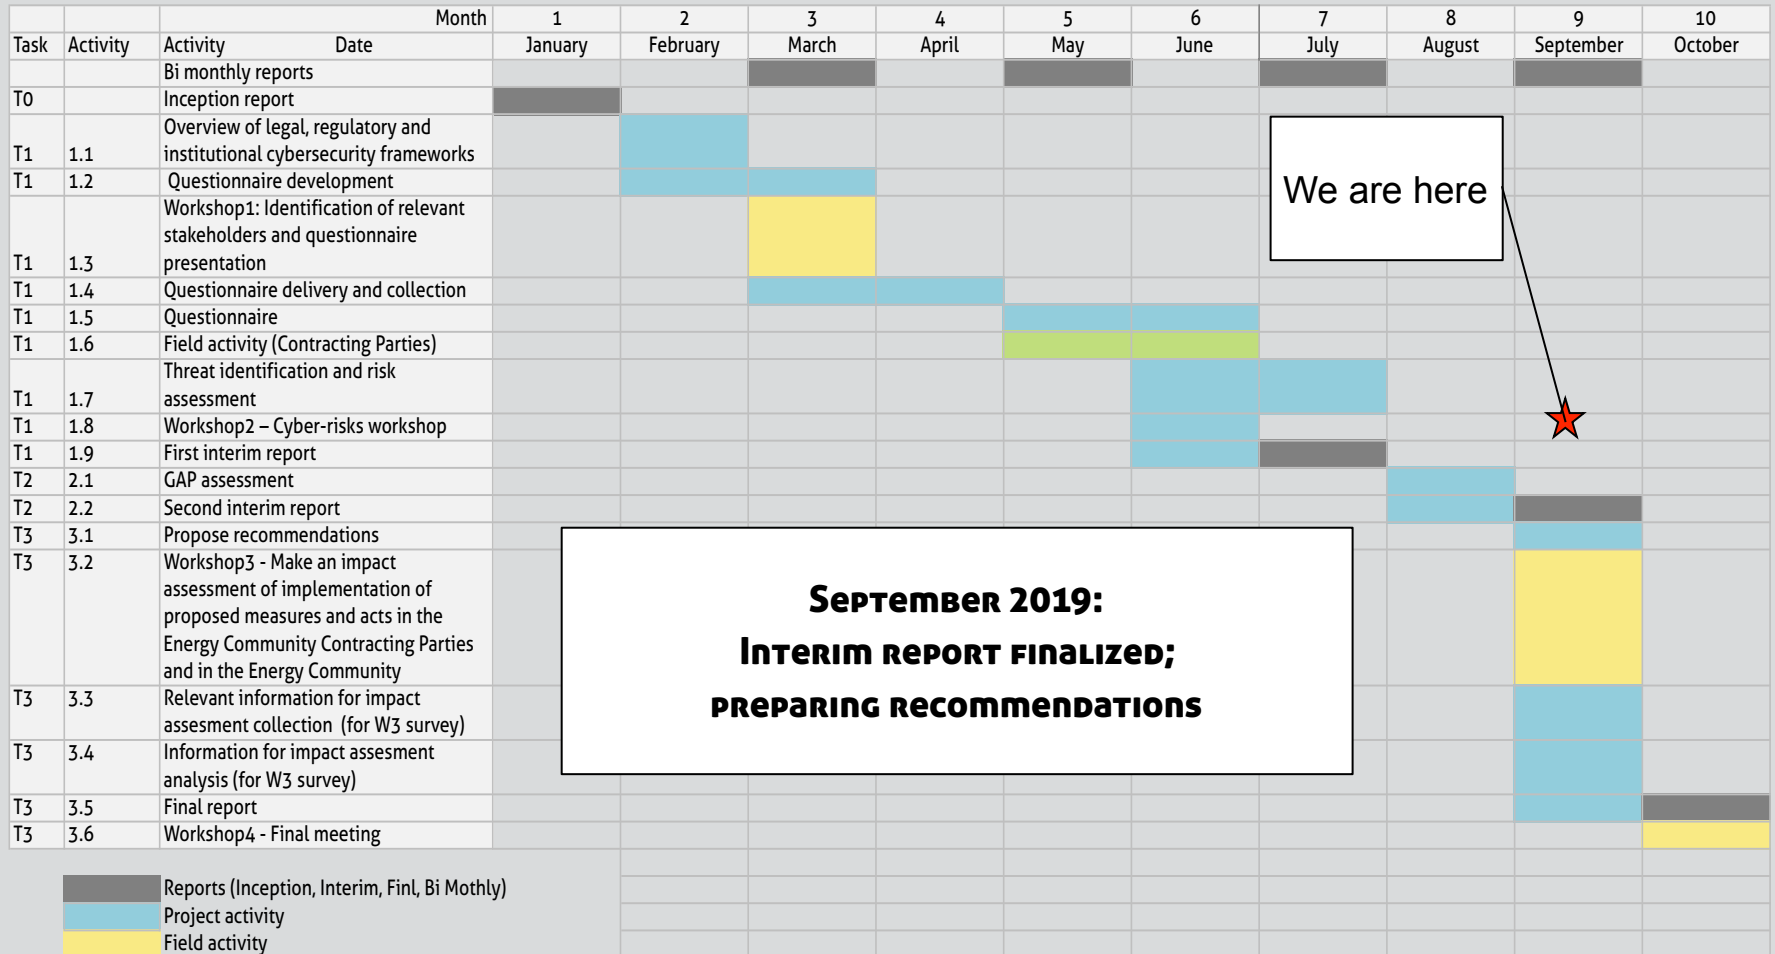 Month 1 2 3 4 5 6 7 8 9 10
Task Activity Activity Date January February March April May June July August September October
Bi monthly reports
T0 Inception report
Overview of legal, regulatory and
T1 1.1 institutional cybersecurity frameworks
T1 1.2 Questionnaire development
Workshop1: Identification of relevant
stakeholders and questionnaire
T1 1.3 presentation
T1 1.4 Questionnaire delivery and collection
T1 1.5 Questionnaire
T1 1.6 Field activity (Contracting Parties)
Threat identification and risk
T1 1.7 assessment
T1 1.8 Workshop2 – Cyber-risks workshop
T1 1.9 First interim report
T2 2.1 GAP assessment
T2 2.2 Second interim report
T3 3.1 Propose recommendations
T3 3.2 Workshop3 - Make an impact
assessment of implementation of
proposed measures and acts in the
Energy Community Contracting Parties
and in the Energy Community
T3 3.3 Relevant information for impact
assesment collection (for W3 survey)
T3 3.4 Information for impact assesment
analysis (for W3 survey)
T3 3.5 Final report
T3 3.6 Workshop4 - Final meeting
We are here
September 2019:
Interim report finalized;
preparing recommendations
Reports (Inception, Interim, Finl, Bi Mothly)
Project activity
Field activity